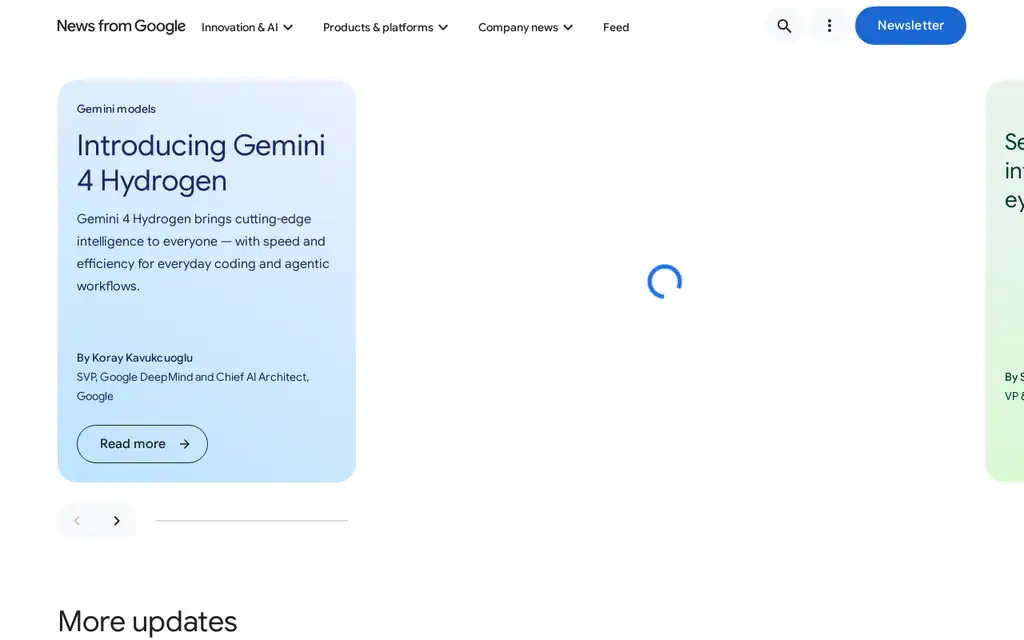 News from Google
Innovation & AI
Products & platforms
Company news
Feed
Newsletter
Gemini models
Introducing Gemini
4 Hydrogen
Gemini 4 Hydrogen brings cutting-edge
intelligence to everyone — with speed and
efficiency for everyday coding and agentic
workflows.
By Koray Kavukcuoglu
SVP, Google DeepMind and Chief AI Architect,
Google
Read more
By S
VP &
More updates